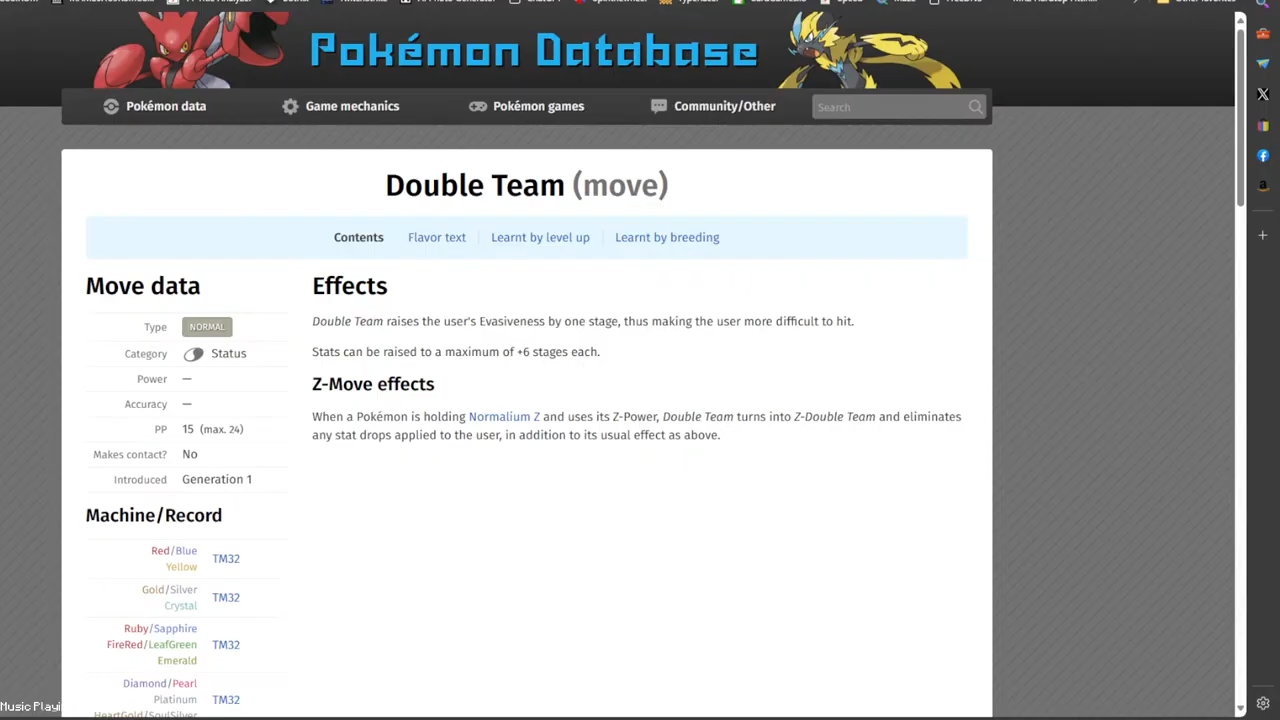 Pokémon Database
Pokémon data
Game mechanics
Pokémon games
Community/Other
Search
Double Team (move)
Contents
Flavor text
Learnt by level up
Learnt by breeding
Move data
Type
NORMAL
Category
Status
Power
—
Accuracy
—
PP
15 (max. 24)
Makes contact?
No
Introduced
Generation 1
Machine/Record
Red/Blue
Yellow
TM32
Gold/Silver
Crystal
TM32
Ruby/Sapphire
FireRed/LeafGreen
Emerald
TM32
Diamond/Pearl
Platinum
HeartGold/SoulSilver
TM32
Effects
Double Team raises the user's Evasiveness by one stage, thus making the user more difficult to hit.
Stats can be raised to a maximum of +6 stages each.
Z-Move effects
When a Pokémon is holding Normalium Z and uses its Z-Power, Double Team turns into Z-Double Team and eliminates
any stat drops applied to the user, in addition to its usual effect as above.
Music Playi